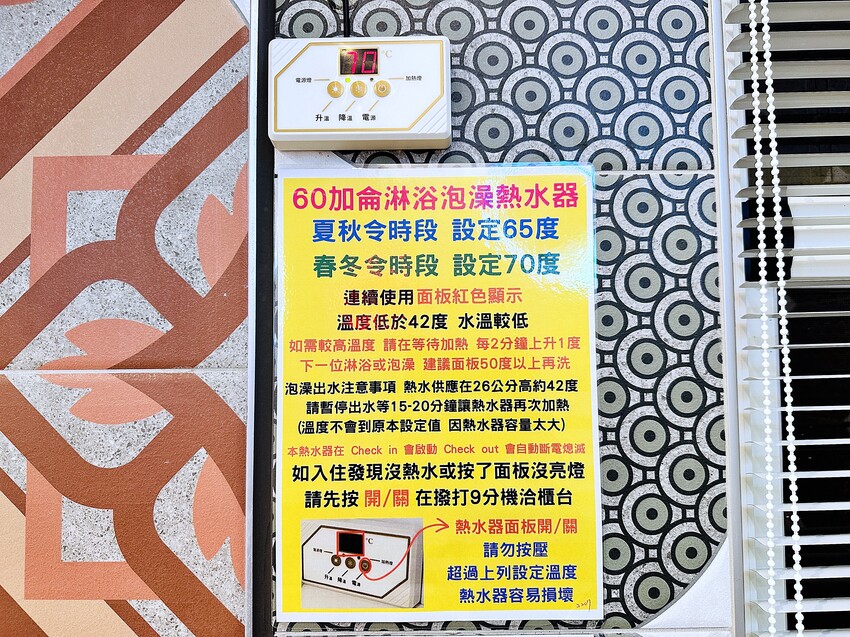 70 °C
電源燈 加熱燈
升溫 降溫 電源
60加侖淋浴泡澡熱水器
夏秋令時段 設定65度
春冬令時段 設定70度
連續使用面板紅色顯示
溫度低於42度 水溫較低
如需較高溫度 請在等待加熱 每2分鐘上升1度
下一位淋浴或泡澡 建議面板50度以上再洗
泡澡出水注意事項 熱水供應在26公分高約42度
請暫停出水等15-20分鐘讓熱水器再次加熱
(溫度不會到原本設定值 因熱水器容量太大)
本熱水器在 Check in 會啟動 Check out 會自動斷電熄滅
如入住發現沒熱水或按了面板沒亮燈
請先按 開/關 在撥打9分機洽櫃台
°C
電源燈 加熱燈
升溫 降溫 電源
熱水器面板開/關
請勿按壓
超過上列設定溫度
熱水器容易損壞